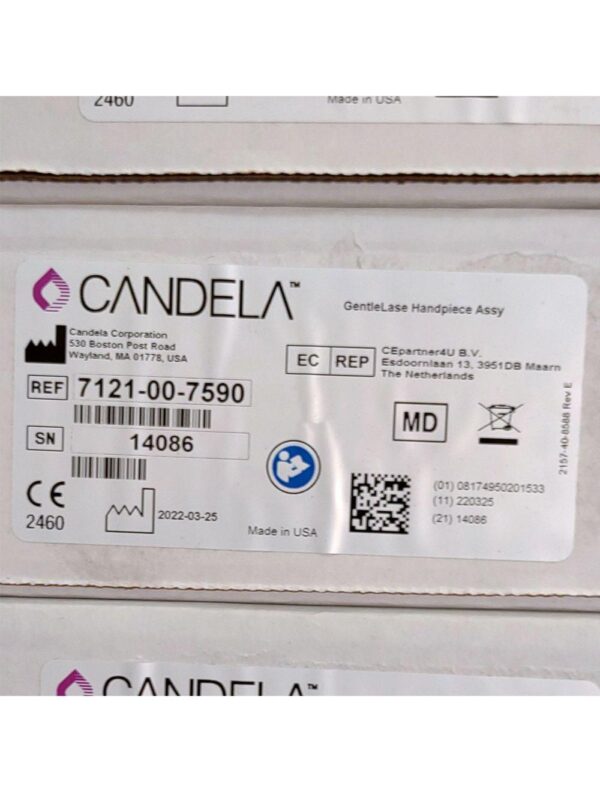 2460
Made in USA
CANDELA™
GentleLase Handpiece Assy
Candela Corporation
530 Boston Post Road
Wayland, MA 01778, USA
EC REP
CEpartner4U B.V.
Esdoornlaan 13, 3951DB Maarn
The Netherlands
REF 7121-00-7590
SN 14086
MD
2157-40-8588 Rev E
CE
2460
2022-03-25
Made in USA
(01) 08174950201533
(11) 220325
(21) 14086
CANDELA™